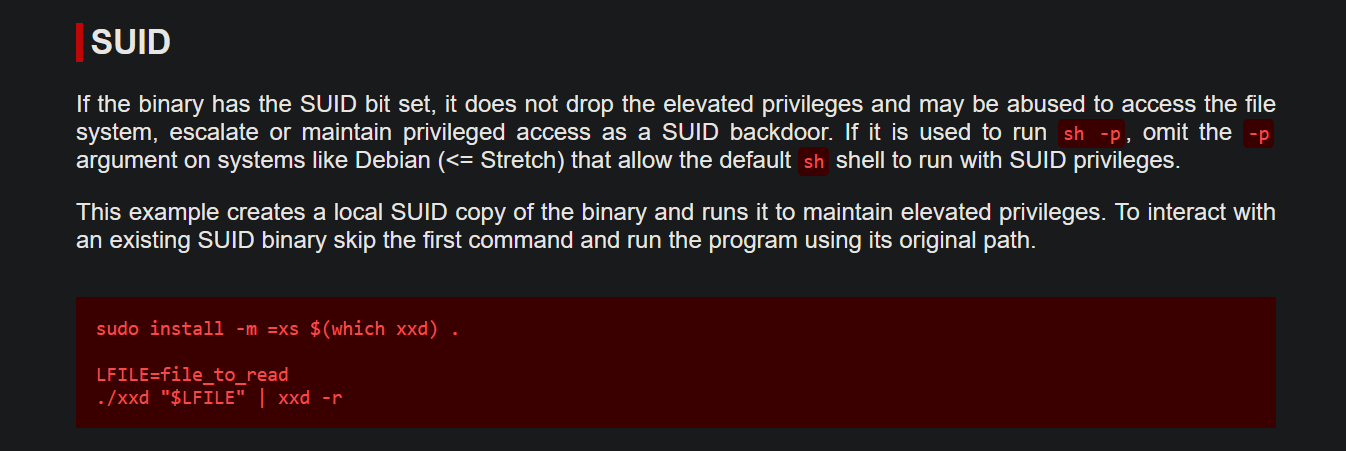 SUID
If the binary has the SUID bit set, it does not drop the elevated privileges and may be abused to access the file
system, escalate or maintain privileged access as a SUID backdoor. If it is used to run sh -p, omit the -p
argument on systems like Debian (<= Stretch) that allow the default sh shell to run with SUID privileges.
This example creates a local SUID copy of the binary and runs it to maintain elevated privileges. To interact with
an existing SUID binary skip the first command and run the program using its original path.
sudo install -m =xs $(which xxd) .
LFILE=file_to_read
./xxd "$LFILE" | xxd -r